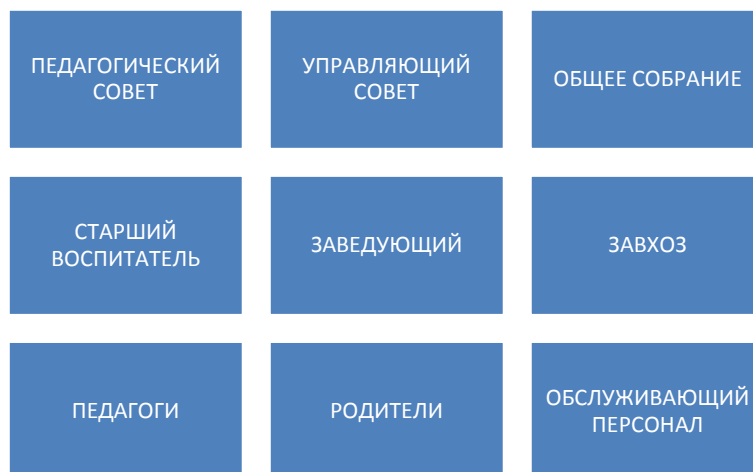 ПЕДАГОГИЧЕСКИЙ
СОВЕТ
УПРАВЛЯЮЩИЙ
СОВЕТ
ОБЩЕЕ СОБРАНИЕ
СТАРШИЙ
ВОСПИТАТЕЛЬ
ЗАВЕДУЮЩИЙ
ЗАВХОЗ
ПЕДАГОГИ
РОДИТЕЛИ
ОБСЛУЖИВАЮЩИЙ
ПЕРСОНАЛ